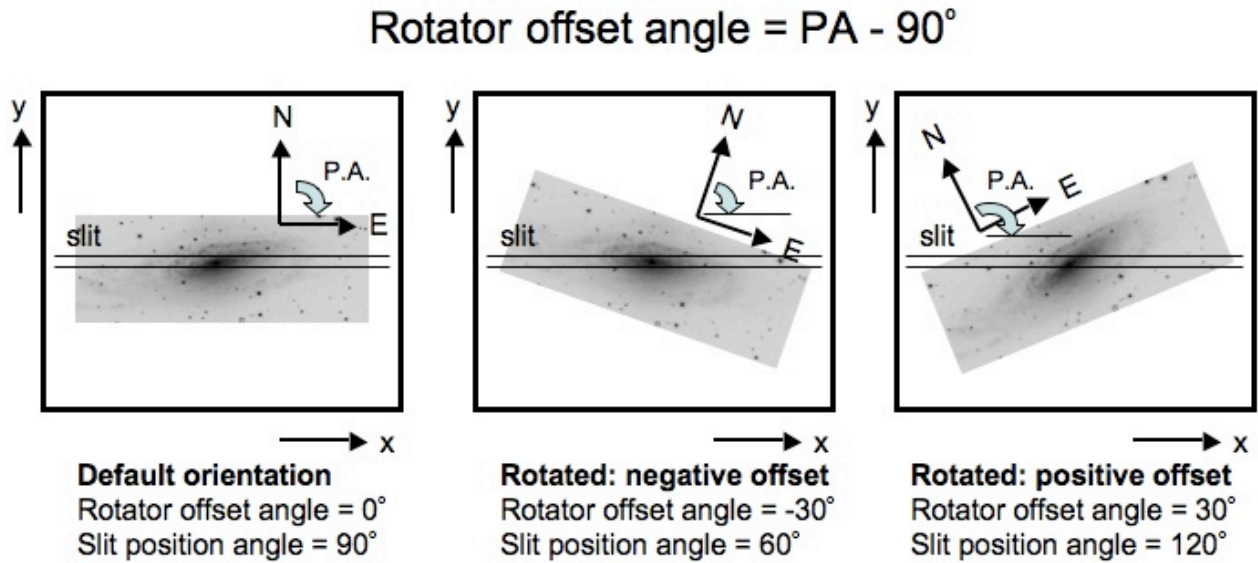 Rotator offset angle = PA - 90°
y
N
P.A.
E
slit
x
Default orientation
Rotator offset angle = 0°
Slit position angle = 90°
y
N
P.A.
E
slit
x
Rotated: negative offset
Rotator offset angle = -30°
Slit position angle = 60°
y
N
P.A.
E
slit
x
Rotated: positive offset
Rotator offset angle = 30°
Slit position angle = 120°